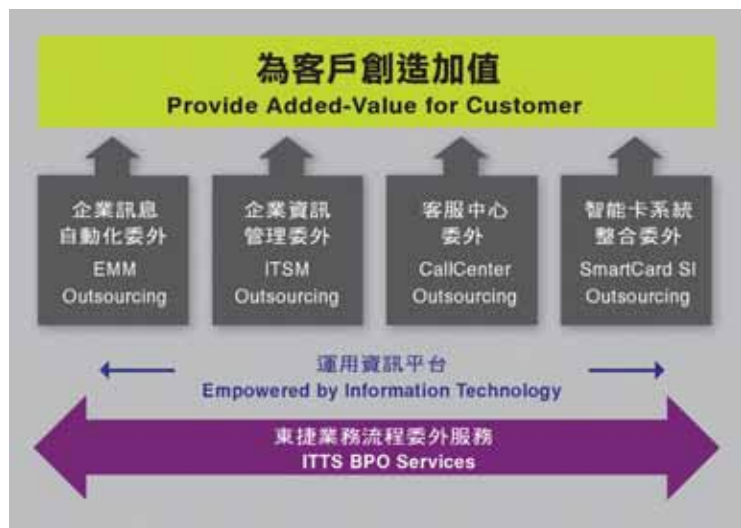 為客戶創造加值
Provide Added-Value for Customer
企業訊息
自動化委外
EMM
Outsourcing
企業資訊
管理委外
ITSM
Outsourcing
客服中心
委外
CallCenter
Outsourcing
智能卡系統
整合委外
SmartCard SI
Outsourcing
運用資訊平台
Empowered by Information Technology
東捷業務流程委外服務
ITTS BPO Services